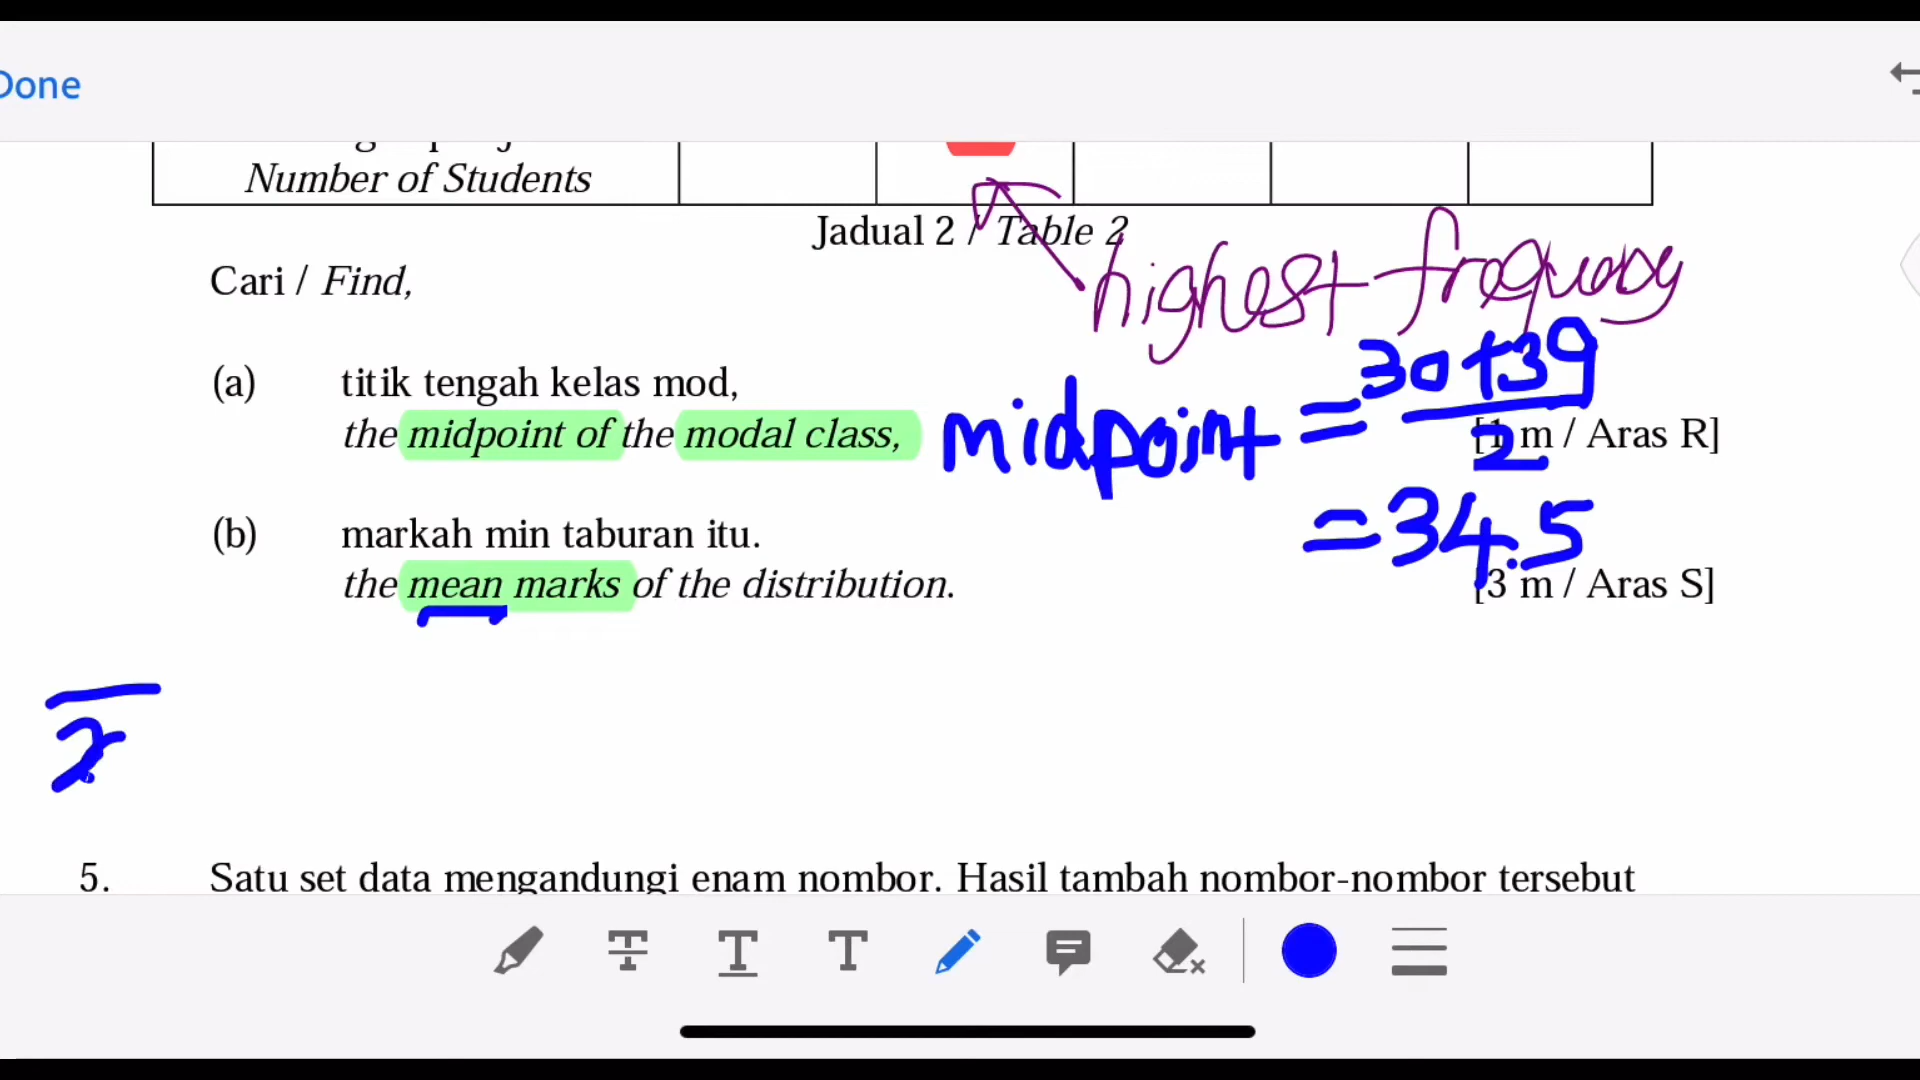 Done
Number of Students
Jadual 2 / Table 2
highest frequency
Cari / Find,
(a) titik tengah kelas mod,
the midpoint of the modal class,
[1 m / Aras R]
midpoint = 30+39
2
= 34.5
(b) markah min taburan itu.
the mean marks of the distribution.
[3 m / Aras S]
x
5. Satu set data mengandungi enam nombor. Hasil tambah nombor-nombor tersebut